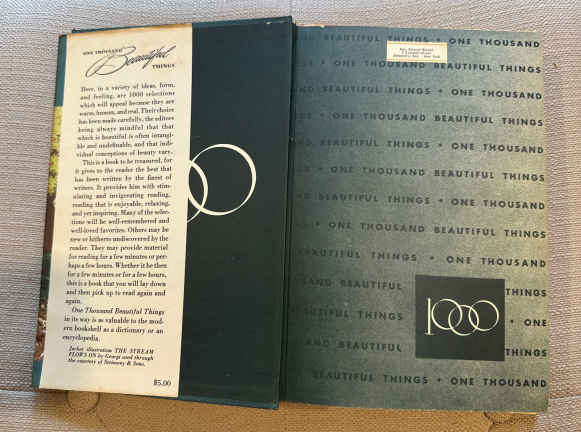 ONE THOUSAND
Beautiful
THINGS
Here, in a variety of ideas, form,
and feeling, are 1000 selections
which will appeal because they are
warm, human, and real. Their choice
has been made carefully, the editors
being always mindful that that
which is beautiful is often intangi-
ble and undefinable, and that indi-
vidual conceptions of beauty vary.
This is a book to be treasured, for
it gives to the reader the best that
has been written by the finest of
writers. It provides him with stim-
ulating and invigorating reading,
reading that is enjoyable, relaxing,
and yet inspiring. Many of the selec-
tions will be well-remembered and
well-loved favorites. Others may be
new or hitherto undiscovered by the
reader. They may provide material
for reading for a few minutes or per-
haps a few hours. Whether it be then
for a few minutes or for a few hours,
this is a book that you will lay down
and then pick up to read again and
again.
One Thousand Beautiful Things
in its way is as valuable to the mod-
ern bookshelf as a dictionary or an
encyclopedia.
Jacket illustration THE STREAM
FLOWS ON by Georgi used through
the courtesy of Steinway & Sons.
$5.00
00
ND BEAUTIFUL THINGS • ONE THOUSAND
• ONE THOUSAND BEAUTIFUL THINGS
BEAUTIFUL THINGS • ONE THOUSAND
• ONE THOUSAND BEAUTIFUL THINGS
BEAUTIFUL THINGS • ONE THOUSAND
THOUSAND BEAUTIFUL THINGS
BEAUTIFUL THINGS • ONE THOUSAND
ONE THOUSAND BEAUTIFUL THINGS
BEAUTIFUL THINGS • ONE THOUSAND
AND BEAUTIFUL THINGS
BEAUTIFUL THINGS • ONE
SAND BEAUTIFUL THINGS
1000
BEAUTIFUL THINGS • ONE THOUSAND